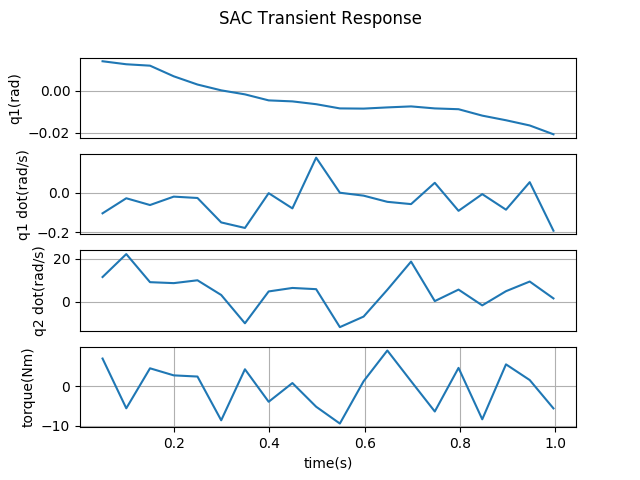 SAC Transient Response
q1(rad)
0.00
−0.02
q1 dot(rad/s)
0.0
−0.2
q2 dot(rad/s)
20
0
torque(Nm)
0
−10
0.2 0.4 0.6 0.8 1.0
time(s)